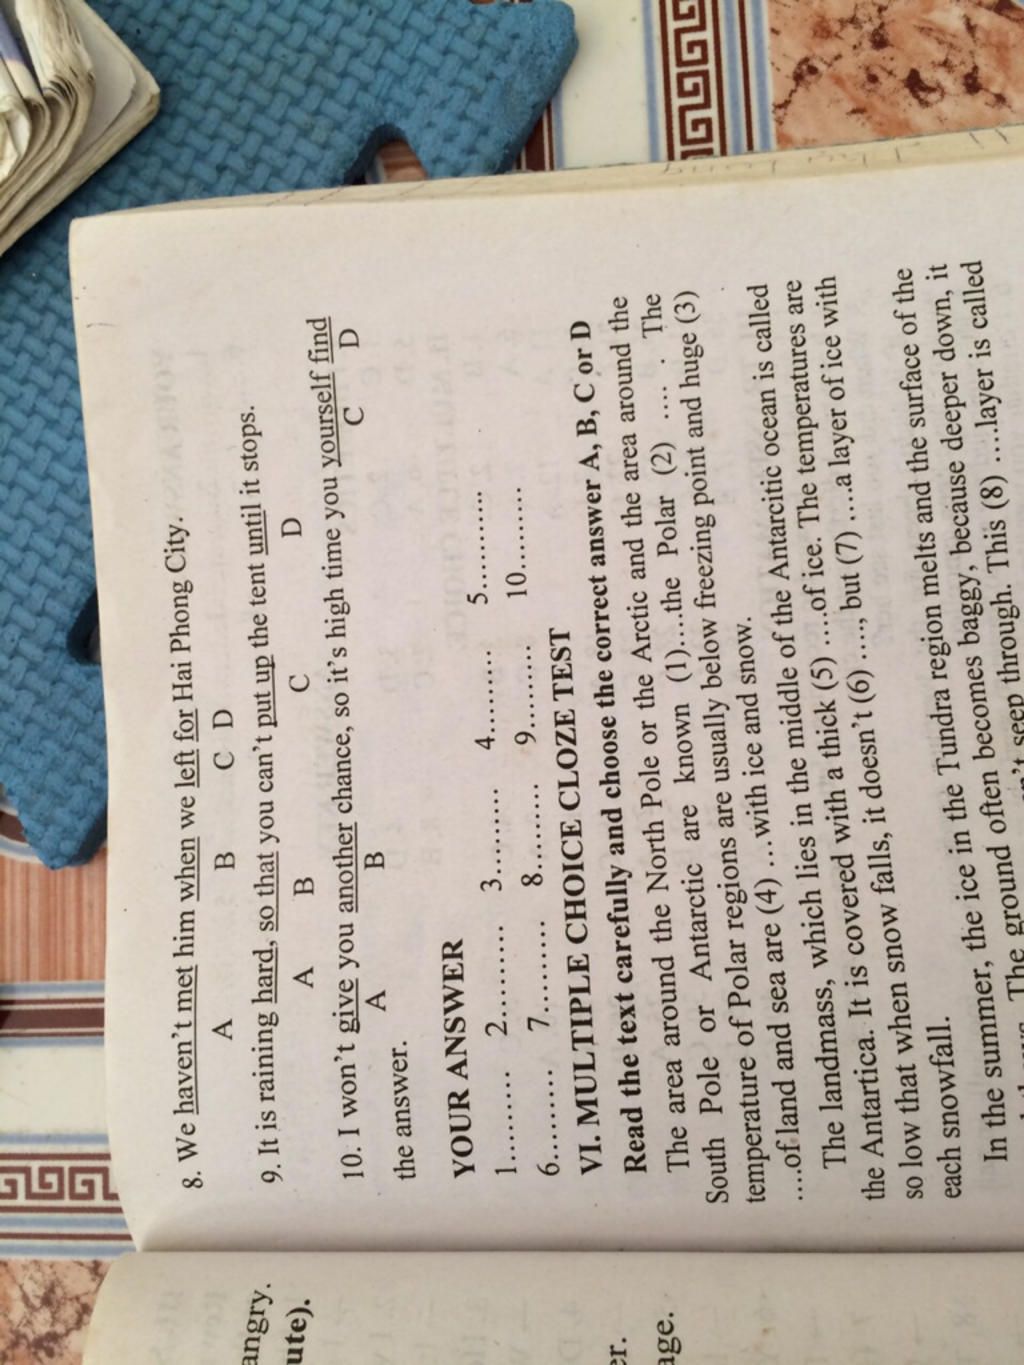 8. We haven't met him when we left for Hai Phong City.
A B C D
9. It is raining hard, so that you can't put up the tent until it stops.
A B C D
10. I won't give you another chance, so it's high time you yourself find
A B C D
the answer.
YOUR ANSWER
1......... 2........... 3.......... 4.......... 5...........
6......... 7........... 8.......... 9.......... 10.........
VI. MULTIPLE CHOICE CLOZE TEST
Read the text carefully and choose the correct answer A, B, C or D
The area around the North Pole or the Arctic and the area around the
South Pole or Antarctic are known (1)....the Polar (2) .... . The
temperature of Polar regions are usually below freezing point and huge (3)
....of land and sea are (4) ....with ice and snow.
The landmass, which lies in the middle of the Antarcitic ocean is called
the Antartica. It is covered with a thick (5) ....of ice. The temperatures are
so low that when snow falls, it doesn't (6) ...., but (7) ....a layer of ice with
each snowfall.
In the summer, the ice in the Tundra region melts and the surface of the
The ground often becomes baggy, because deeper down, it
seep through. This (8) ....layer is called
angry.
ute).
er.
age.